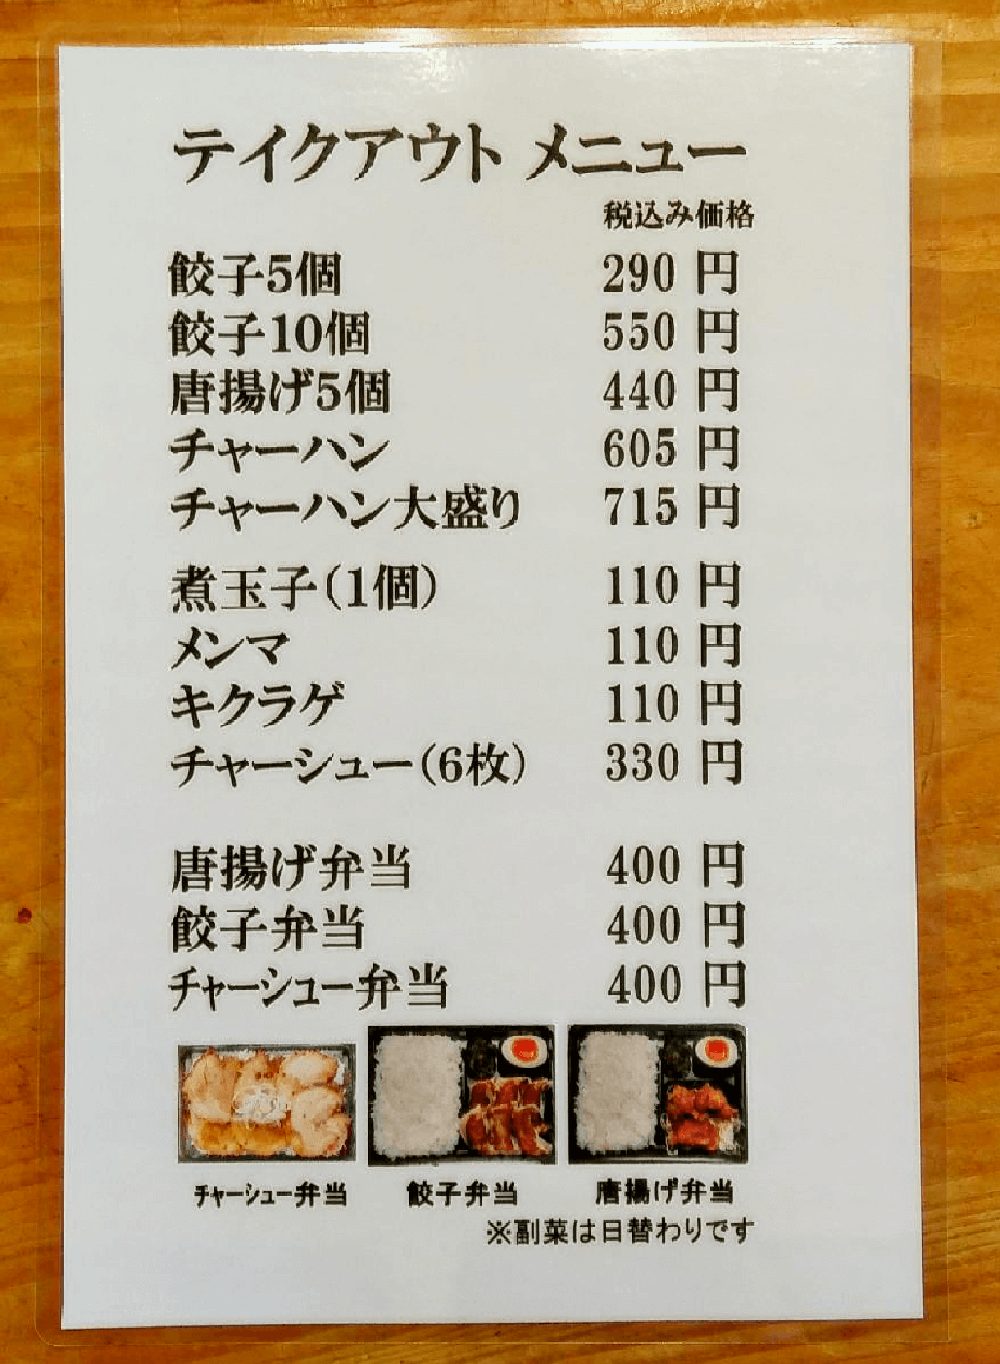 テイクアウト メニュー
税込み価格
餃子5個 290 円
餃子10個 550 円
唐揚げ5個 440 円
チャーハン 605 円
チャーハン大盛り 715 円
煮玉子(1個) 110 円
メンマ 110 円
キクラゲ 110 円
チャーシュー(6枚) 330 円
唐揚げ弁当 400 円
餃子弁当 400 円
チャーシュー弁当 400 円
チャーシュー弁当 餃子弁当 唐揚げ弁当
※副菜は日替わりです